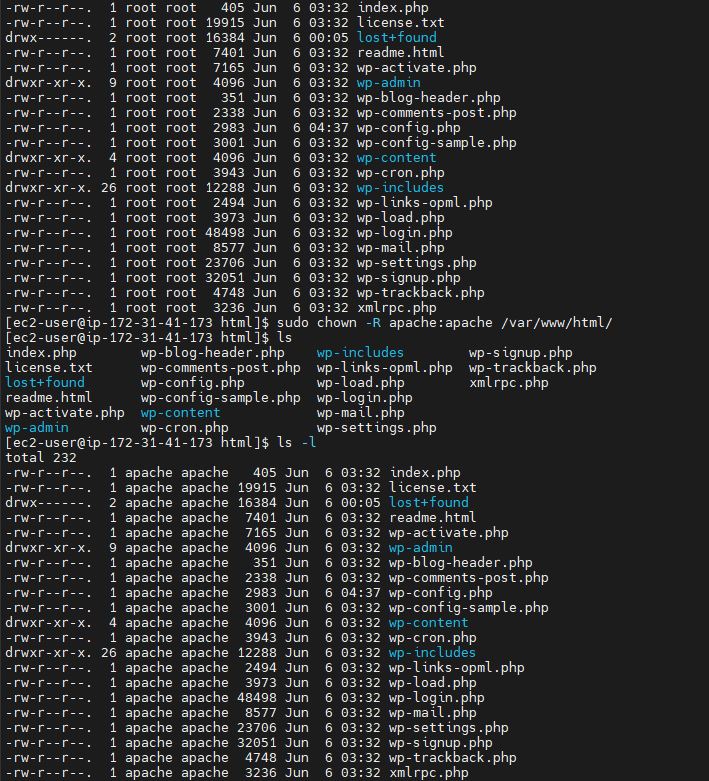 -rw-r--r--.  1 root root   405 Jun  6 03:32 index.php
-rw-r--r--.  1 root root 19915 Jun  6 03:32 license.txt
drwx------.  2 root root 16384 Jun  6 00:05 lost+found
-rw-r--r--.  1 root root  7401 Jun  6 03:32 readme.html
-rw-r--r--.  1 root root  7165 Jun  6 03:32 wp-activate.php
drwxr-xr-x.  9 root root  4096 Jun  6 03:32 wp-admin
-rw-r--r--.  1 root root   351 Jun  6 03:32 wp-blog-header.php
-rw-r--r--.  1 root root  2338 Jun  6 03:32 wp-comments-post.php
-rw-r--r--.  1 root root  2983 Jun  6 04:37 wp-config.php
-rw-r--r--.  1 root root  3001 Jun  6 03:32 wp-config-sample.php
drwxr-xr-x.  4 root root  4096 Jun  6 03:32 wp-content
-rw-r--r--.  1 root root  3943 Jun  6 03:32 wp-cron.php
drwxr-xr-x. 26 root root 12288 Jun  6 03:32 wp-includes
-rw-r--r--.  1 root root  2494 Jun  6 03:32 wp-links-opml.php
-rw-r--r--.  1 root root  3973 Jun  6 03:32 wp-load.php
-rw-r--r--.  1 root root 48498 Jun  6 03:32 wp-login.php
-rw-r--r--.  1 root root  8577 Jun  6 03:32 wp-mail.php
-rw-r--r--.  1 root root 23706 Jun  6 03:32 wp-settings.php
-rw-r--r--.  1 root root 32051 Jun  6 03:32 wp-signup.php
-rw-r--r--.  1 root root  4748 Jun  6 03:32 wp-trackback.php
-rw-r--r--.  1 root root  3236 Jun  6 03:32 xmlrpc.php
[ec2-user@ip-172-31-41-173 html]$ sudo chown -R apache:apache /var/www/html/
[ec2-user@ip-172-31-41-173 html]$ ls
index.php        wp-blog-header.php    wp-includes        wp-signup.php
license.txt      wp-comments-post.php  wp-links-opml.php  wp-trackback.php
lost+found       wp-config.php         wp-load.php        xmlrpc.php
readme.html      wp-config-sample.php  wp-login.php
wp-activate.php  wp-content            wp-mail.php
wp-admin         wp-cron.php           wp-settings.php
[ec2-user@ip-172-31-41-173 html]$ ls -l
total 232
-rw-r--r--.  1 apache apache   405 Jun  6 03:32 index.php
-rw-r--r--.  1 apache apache 19915 Jun  6 03:32 license.txt
drwx------.  2 apache apache 16384 Jun  6 00:05 lost+found
-rw-r--r--.  1 apache apache  7401 Jun  6 03:32 readme.html
-rw-r--r--.  1 apache apache  7165 Jun  6 03:32 wp-activate.php
drwxr-xr-x.  9 apache apache  4096 Jun  6 03:32 wp-admin
-rw-r--r--.  1 apache apache   351 Jun  6 03:32 wp-blog-header.php
-rw-r--r--.  1 apache apache  2338 Jun  6 03:32 wp-comments-post.php
-rw-r--r--.  1 apache apache  2983 Jun  6 04:37 wp-config.php
-rw-r--r--.  1 apache apache  3001 Jun  6 03:32 wp-config-sample.php
drwxr-xr-x.  4 apache apache  4096 Jun  6 03:32 wp-content
-rw-r--r--.  1 apache apache  3943 Jun  6 03:32 wp-cron.php
drwxr-xr-x. 26 apache apache 12288 Jun  6 03:32 wp-includes
-rw-r--r--.  1 apache apache  2494 Jun  6 03:32 wp-links-opml.php
-rw-r--r--.  1 apache apache  3973 Jun  6 03:32 wp-load.php
-rw-r--r--.  1 apache apache 48498 Jun  6 03:32 wp-login.php
-rw-r--r--.  1 apache apache  8577 Jun  6 03:32 wp-mail.php
-rw-r--r--.  1 apache apache 23706 Jun  6 03:32 wp-settings.php
-rw-r--r--.  1 apache apache 32051 Jun  6 03:32 wp-signup.php
-rw-r--r--.  1 apache apache  4748 Jun  6 03:32 wp-trackback.php
-rw-r--r--.  1 apache apache  3236 Jun  6 03:32 xmlrpc.php